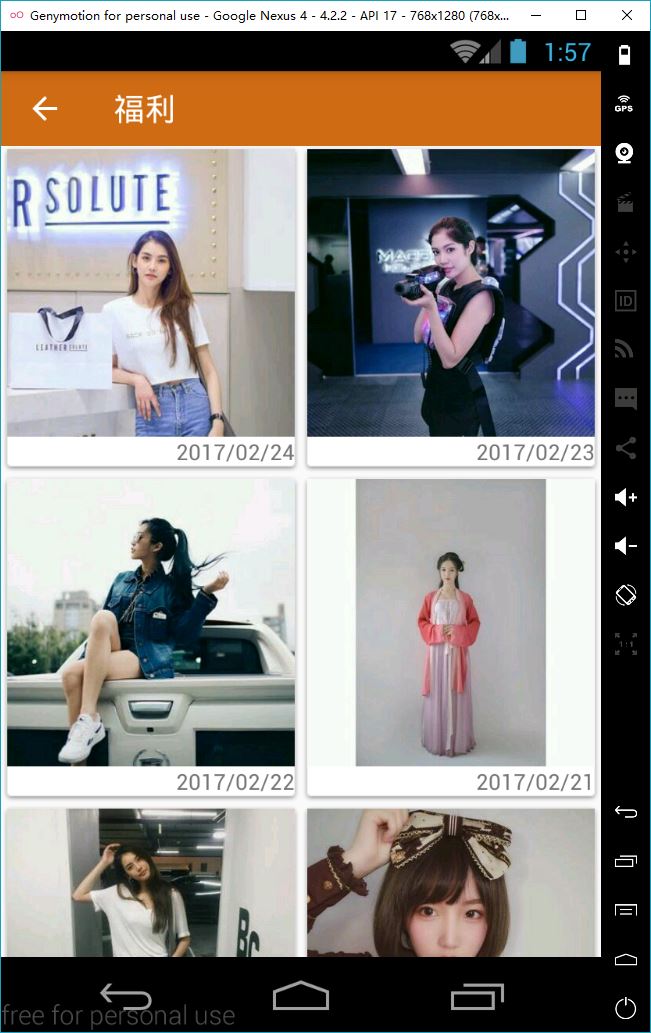 Genymotion for personal use - Google Nexus 4 - 4.2.2 - API 17 - 768x1280 (768x...
1:57
福利
GPS
R SOLUTE
LEATHER SOLUTE
2017/02/24
2017/02/23
ID
2017/02/22
2017/02/21
1:1
free for personal use